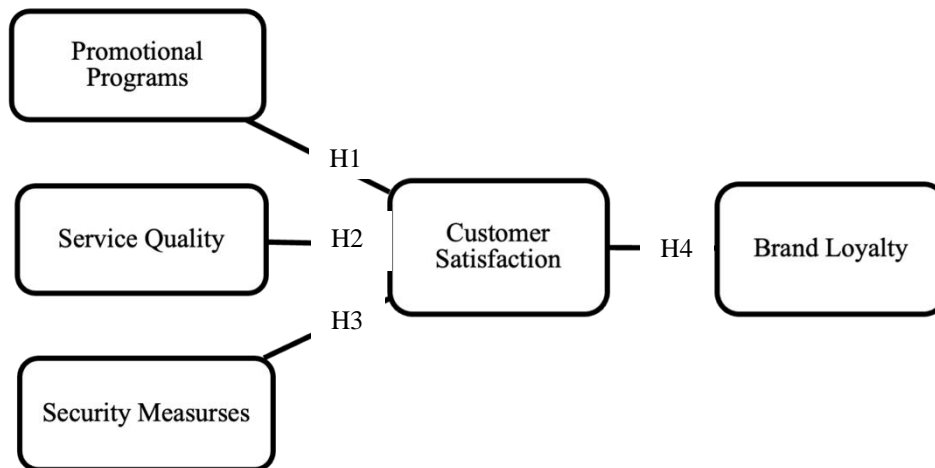 Promotional
Programs
H1
Service Quality
H2
Customer
Satisfaction
H4
Brand Loyalty
H3
Security Measurses